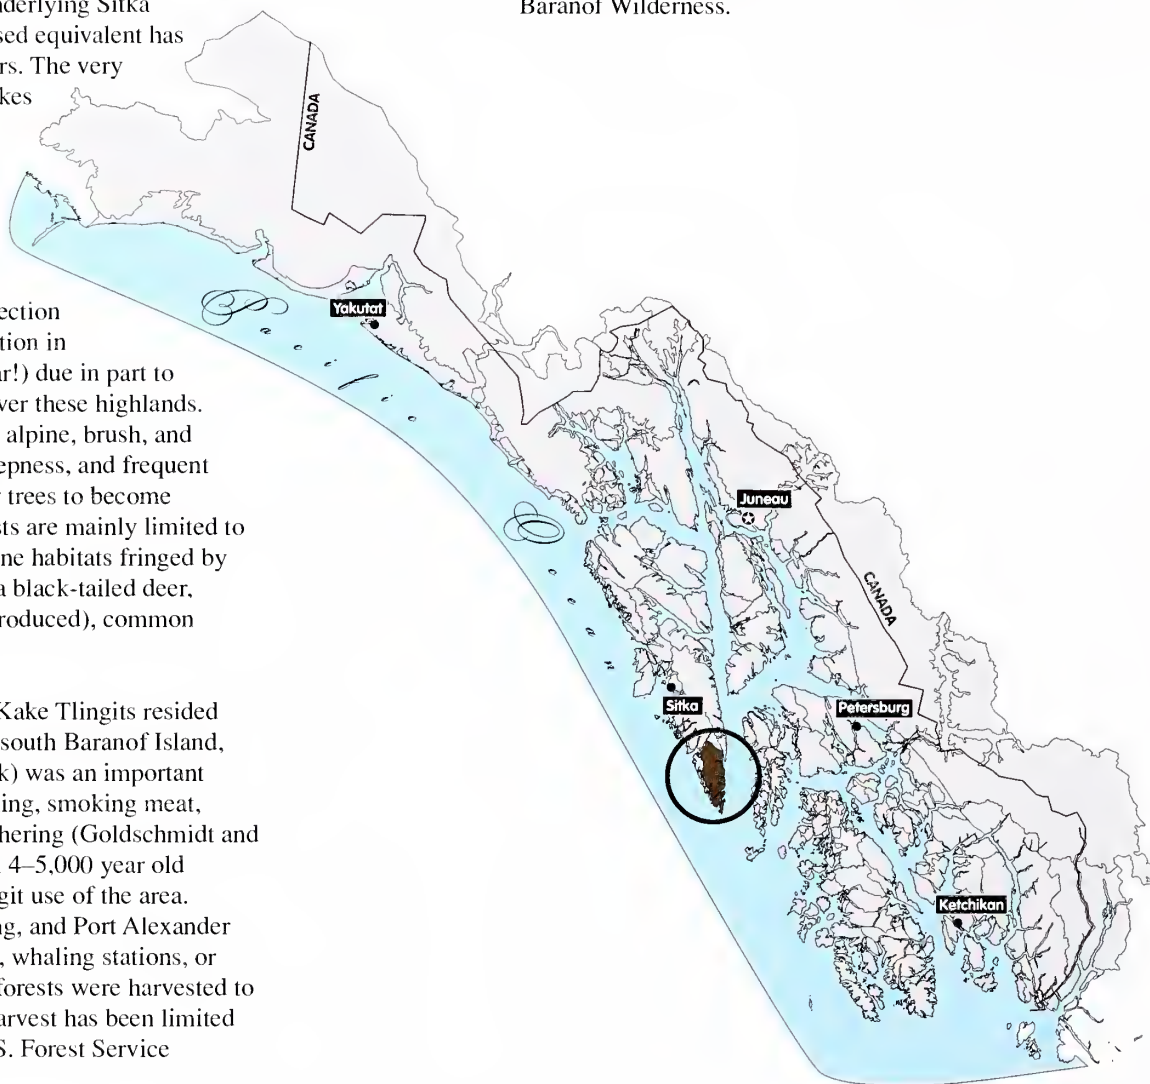 nderlying Sitka
sed equivalent has
rs. The very
kes
ection
tion in
ar!) due in part to
ver these highlands.
alpine, brush, and
epness, and frequent
trees to become
sts are mainly limited to
ne habitats fringed by
a black-tailed deer,
roduced), common
Kake Tlingits resided
south Baranof Island,
k) was an important
ing, smoking meat,
hering (Goldschmidt and
4–5,000 year old
git use of the area.
ng, and Port Alexander
, whaling stations, or
forests were harvested to
arvest has been limited
S. Forest Service
Baranof Wilderness.
CANADA
Yakutat
Pacific
Ocean
Juneau
CANADA
Sitka
Petersburg
Ketchikan